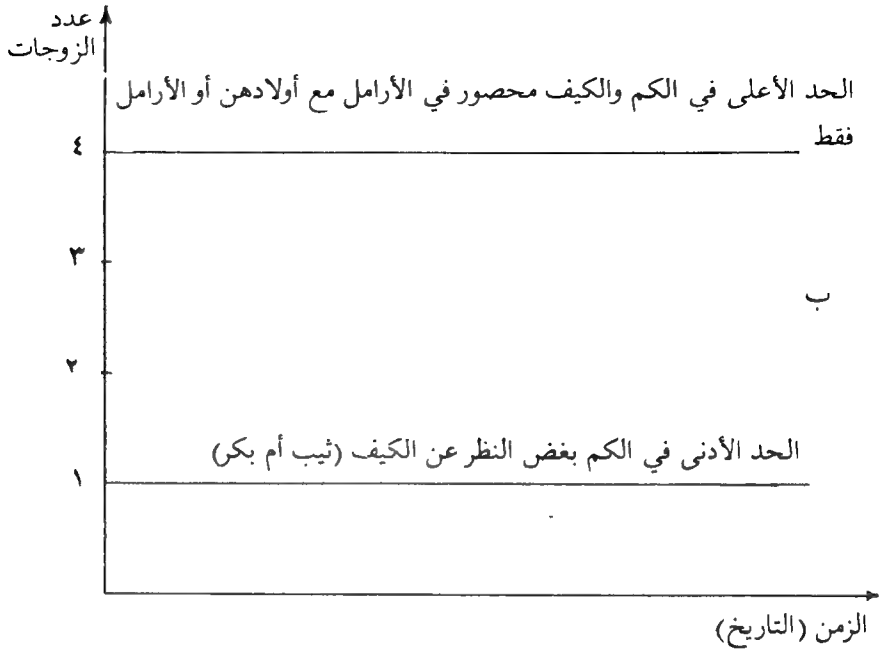 عدد
الزوجات
الحد الأعلى في الكم والكيف محصور في الأرامل مع أولادهن أو الأرامل
فقط
٤
٣
ب
٢
الحد الأدنى في الكم بغض النظر عن الكيف (ثيب أم بكر)
١
الزمن (التاريخ)